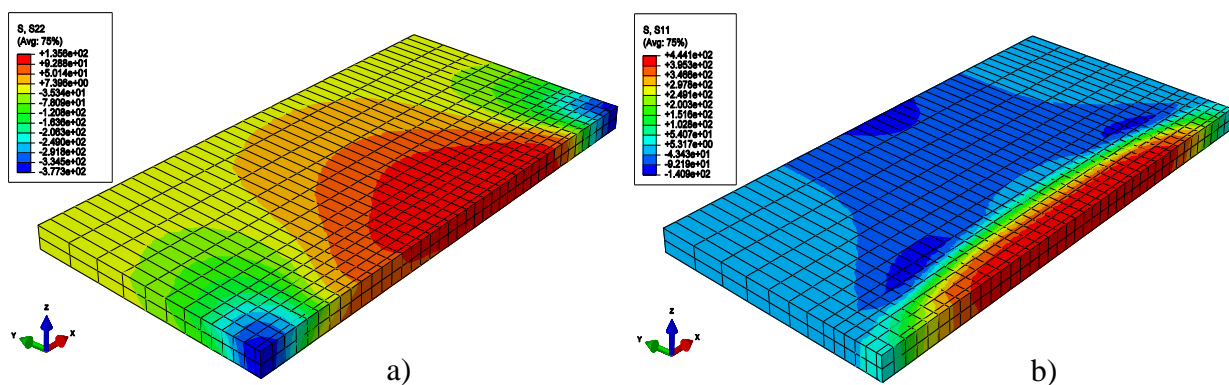 S, S22
(Avg: 75%)
+1.356e+02
+9.288e+01
+5.014e+01
+7.396e+00
-3.534e+01
-7.809e+01
-1.208e+02
-1.636e+02
-2.063e+02
-2.490e+02
-2.918e+02
-3.345e+02
-3.773e+02
Z
Y
X
a)
S, S11
(Avg: 75%)
+4.441e+02
+3.953e+02
+3.466e+02
+2.978e+02
+2.491e+02
+2.003e+02
+1.516e+02
+1.028e+02
+5.407e+01
+5.317e+00
-4.343e+01
-9.219e+01
-1.409e+02
Z
Y
X
b)